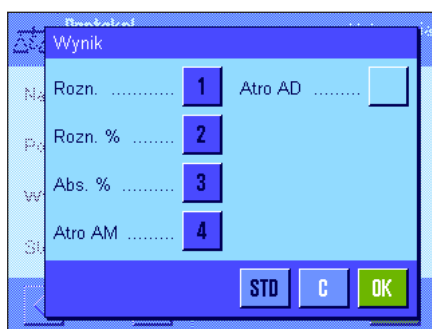 Wynik
Rozn. ........... 1 Atro AD ........
Rozn. % ....... 2
Abs. % ......... 3
Atro AM ....... 4
STD C OK